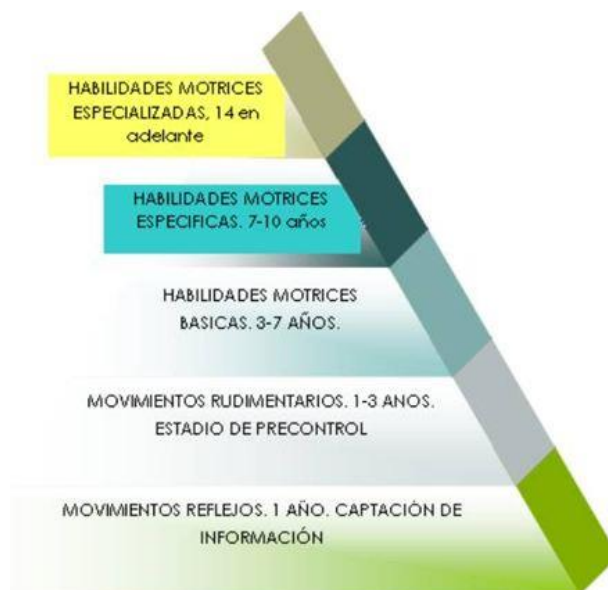 HABILIDADES MOTRICES
ESPECIALIZADAS, 14 en
adelante
HABILIDADES MOTRICES
ESPECIFICAS. 7-10 años
HABILIDADES MOTRICES
BASICAS. 3-7 AÑOS.
MOVIMIENTOS RUDIMENTARIOS. 1-3 ANOS.
ESTADIO DE PRECONTROL
MOVIMIENTOS REFLEJOS. 1 AÑO. CAPTACIÓN DE
INFORMACIÓN